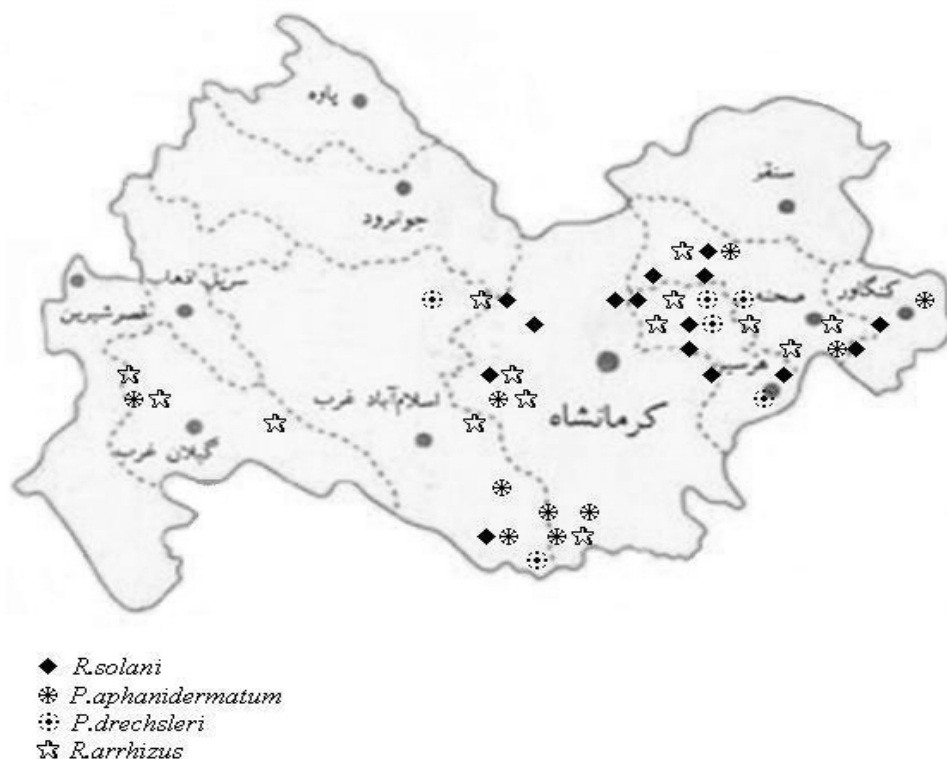 پاوه
جوانرود
سنقر
سرپل ذهاب
قصرشیرین
صحنه
کنگاور
هرسین
اسلام‌آباد غرب
کرمانشاه
گیلان غرب
R.solani
P.aphanidermatum
P.drechsleri
R.arrhizus